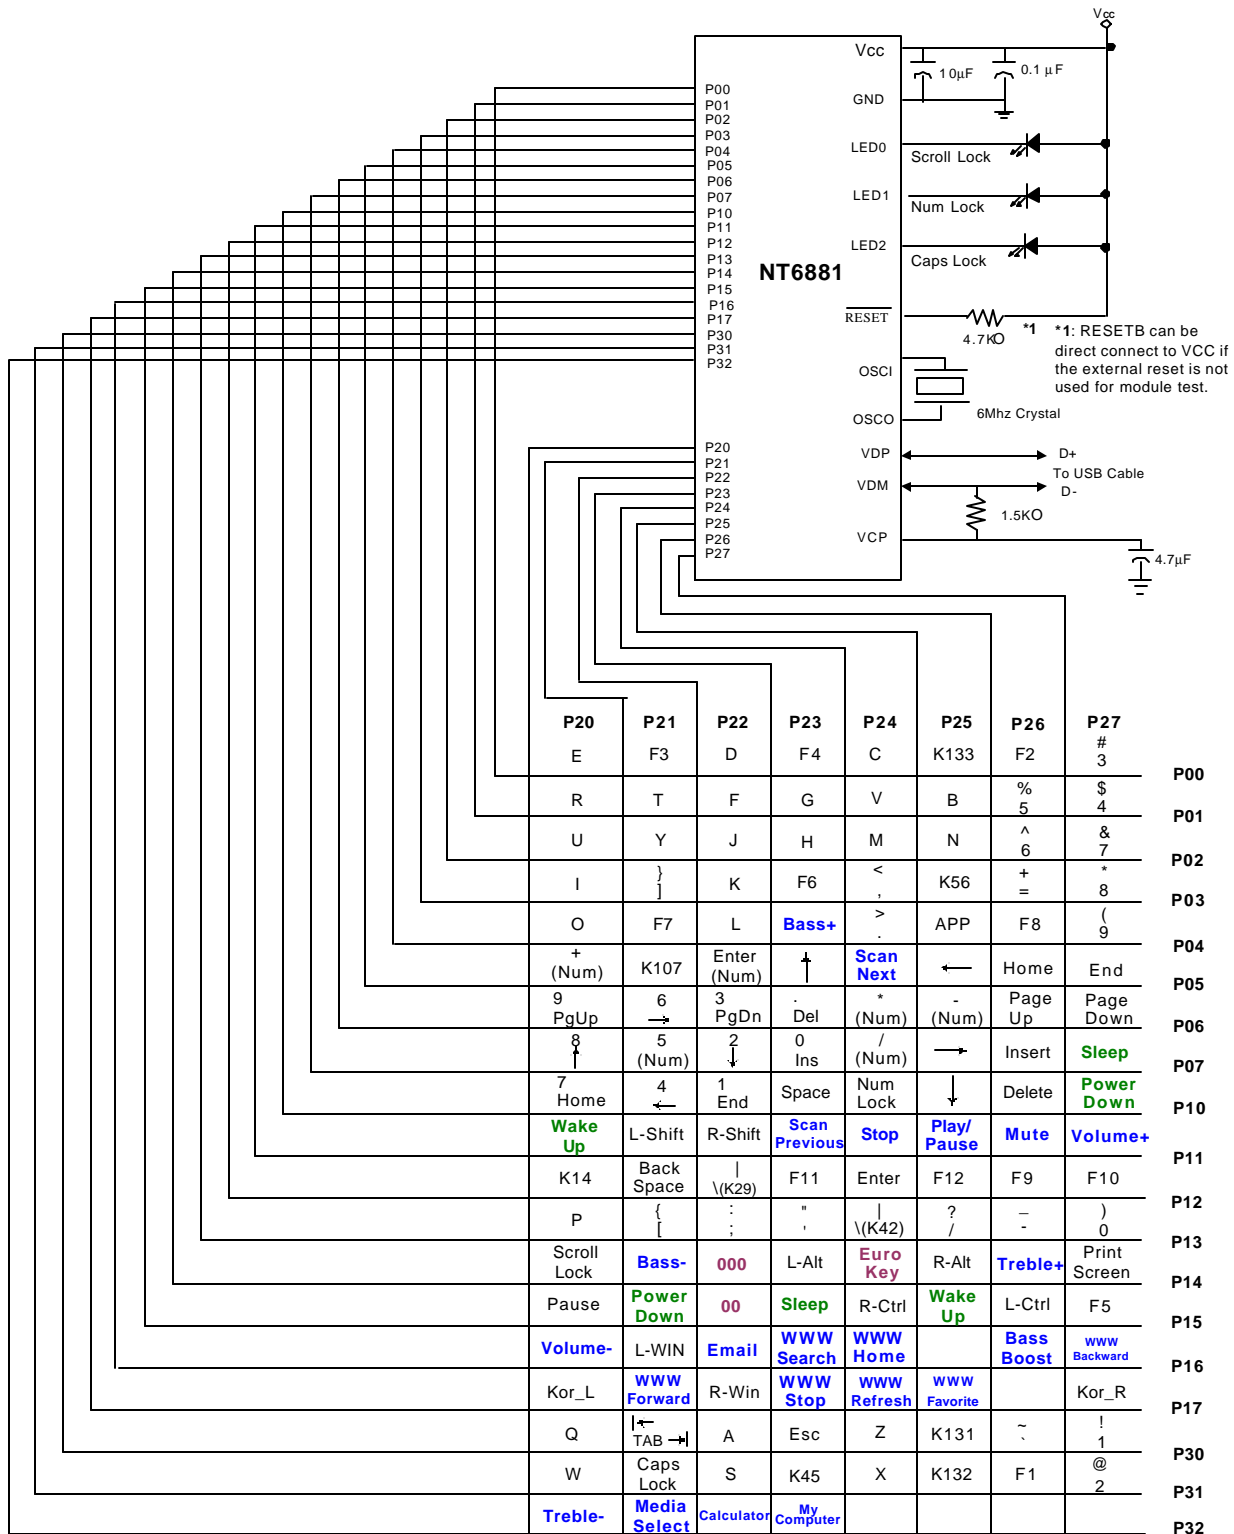 Vcc
Vcc
10µF
0.1 µF
GND
P00
P01
P02
P03
P04
P05
P06
P07
P10
P11
P12
P13
P14
P15
P16
P17
P30
P31
P32
LED0
Scroll Lock
LED1
Num Lock
LED2
Caps Lock
NT6881
RESET
4.7KO
*1
*1: RESETB can be
direct connect to VCC if
the external reset is not
used for module test.
OSCI
OSCO
6Mhz Crystal
P20
P21
P22
P23
P24
P25
P26
P27
VDP
D+
To USB Cable
VDM
D-
1.5KO
VCP
4.7µF
P20 P21 P22 P23 P24 P25 P26 P27
E F3 D F4 C K133 F2 # 3
P00
R T F G V B % 5 $ 4
P01
U Y J H M N ^ 6 & 7
P02
I } ] K F6 < , K56 + = * 8
P03
O F7 L Bass+ > . APP F8 ( 9
P04
+ (Num) K107 Enter (Num) ↑ Scan Next ← Home End
P05
9 PgUp 6 → 3 PgDn . Del * (Num) - (Num) Page Up Page Down
P06
8 ↑ 5 (Num) 2 ↓ 0 Ins / (Num) → Insert Sleep
P07
7 Home 4 ← 1 End Space Num Lock ↓ Delete Power Down
P10
Wake Up L-Shift R-Shift Scan Previous Stop Play/ Pause Mute Volume+
P11
K14 Back Space | \(K29) F11 Enter F12 F9 F10
P12
P { [ : ; " ' | \(K42) ? / _ - ) 0
P13
Scroll Lock Bass- 000 L-Alt Euro Key R-Alt Treble+ Print Screen
P14
Pause Power Down 00 Sleep R-Ctrl Wake Up L-Ctrl F5
P15
Volume- L-WIN Email WWW Search WWW Home Bass Boost WWW Backward
P16
Kor_L WWW Forward R-Win WWW Stop WWW Refresh WWW Favorite Kor_R
P17
Q |← TAB →| A Esc Z K131 ~ ` ! 1
P30
W Caps Lock S K45 X K132 F1 @ 2
P31
Treble- Media Select Calculator My Computer
P32